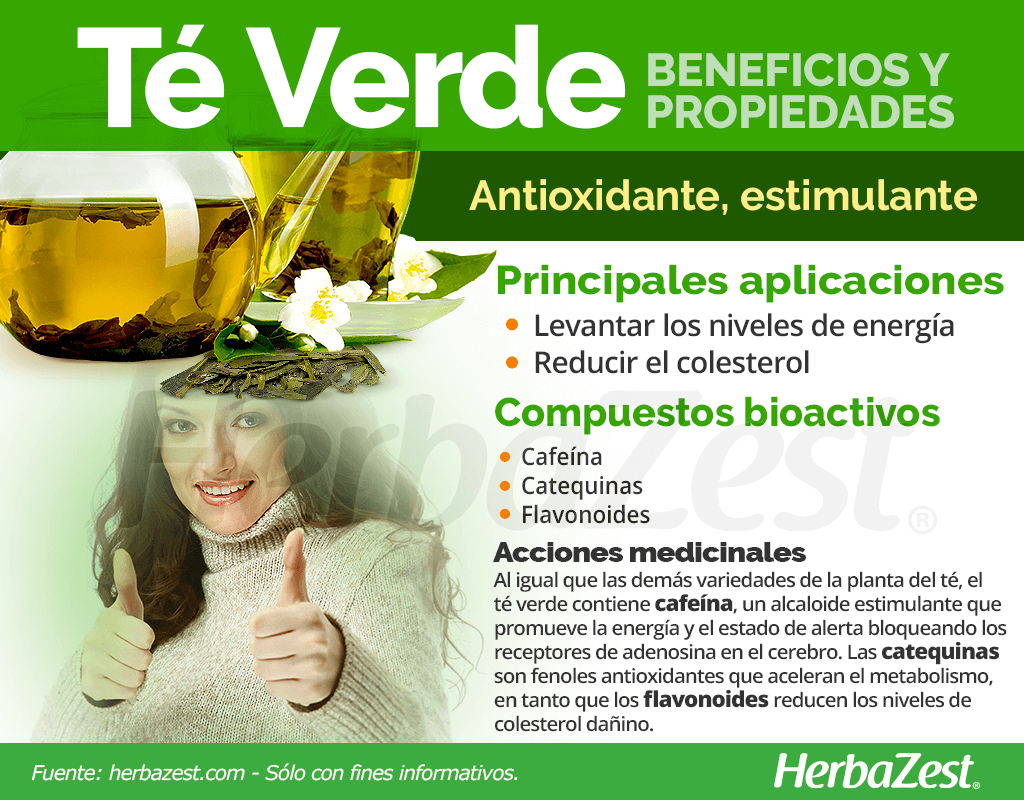 Té Verde
BENEFICIOS Y
PROPIEDADES
Antioxidante, estimulante
Principales aplicaciones
Levantar los niveles de energía
Reducir el colesterol
Compuestos bioactivos
Cafeína
Catequinas
Flavonoides
HerbaZest®
Acciones medicinales
Al igual que las demás variedades de la planta del té, el
té verde contiene cafeína, un alcaloide estimulante que
promueve la energía y el estado de alerta bloqueando los
receptores de adenosina en el cerebro. Las catequinas
son fenoles antioxidantes que aceleran el metabolismo,
en tanto que los flavonoides reducen los niveles de
colesterol dañino.
Fuente: herbazest.com - Sólo con fines informativos.
HerbaZest®